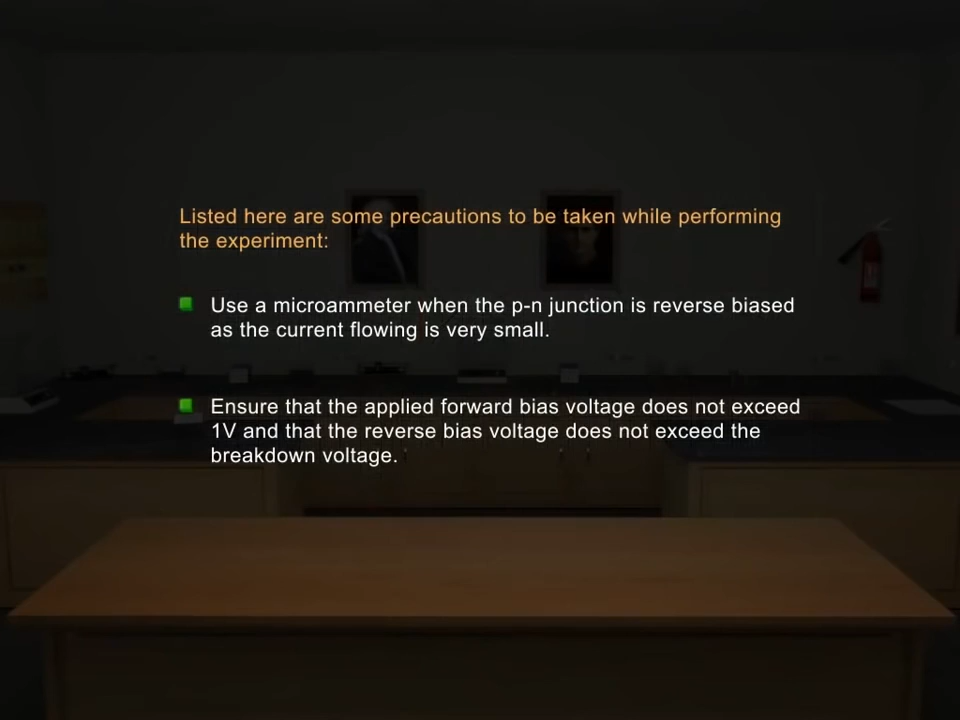 Listed here are some precautions to be taken while performing
the experiment:
Use a microammeter when the p-n junction is reverse biased
as the current flowing is very small.
Ensure that the applied forward bias voltage does not exceed
1V and that the reverse bias voltage does not exceed the
breakdown voltage.